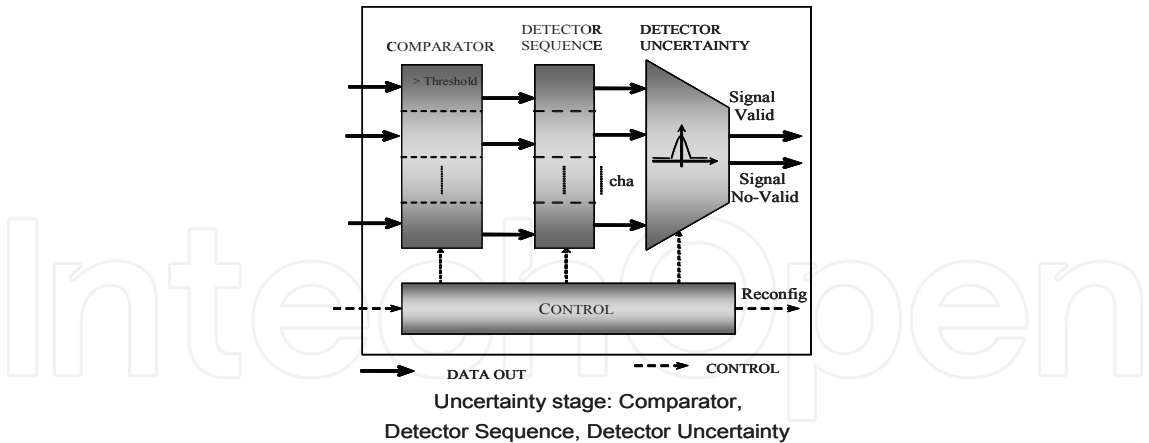 COMPARATOR
DETECTOR
SEQUENCE
DETECTOR
UNCERTAINTY
> Threshold
Signal
Valid
cha
Signal
No-Valid
Reconfig
CONTROL
DATA OUT
CONTROL
Uncertainty stage: Comparator,
Detector Sequence, Detector Uncertainty
IntechOpen